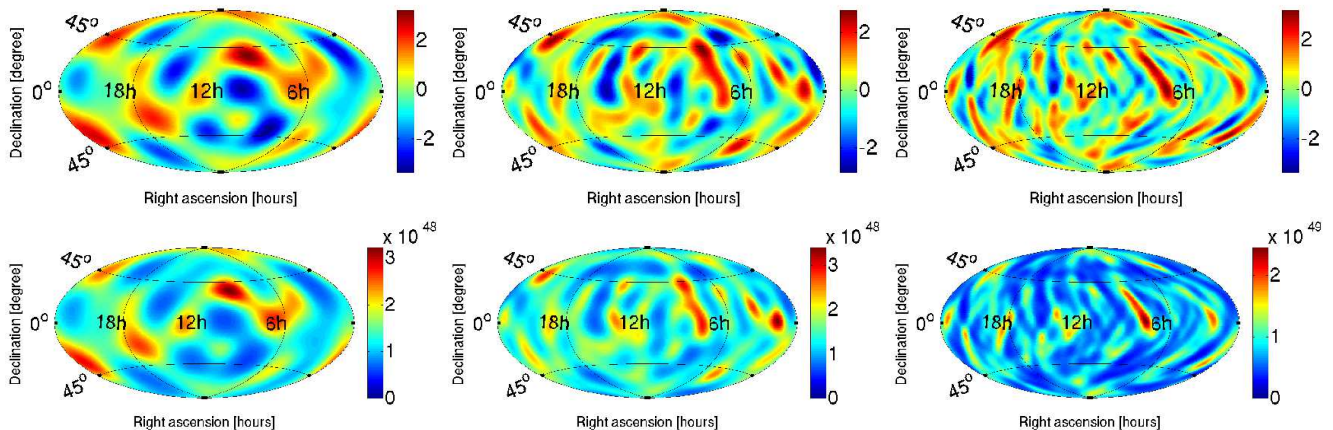 45° 45° 45°
2 2 2
Declination [degree] Declination [degree] Declination [degree]
0° 18h 12h 6h 0 0° 18h 12h 6h 0 0° 18h 12h 6h 0
-2 -2 -2
45° 45° 45°
Right ascension [hours] Right ascension [hours] Right ascension [hours]
x 10 48 x 10 48 x 10 49
45° 3 45° 3 45°
Declination [degree] Declination [degree] Declination [degree]
2 2 2
0° 18h 12h 6h 0° 18h 12h 6h 0° 18h 12h 6h
1 1 1
45° 0 45° 0 45° 0
Right ascension [hours] Right ascension [hours] Right ascension [hours]